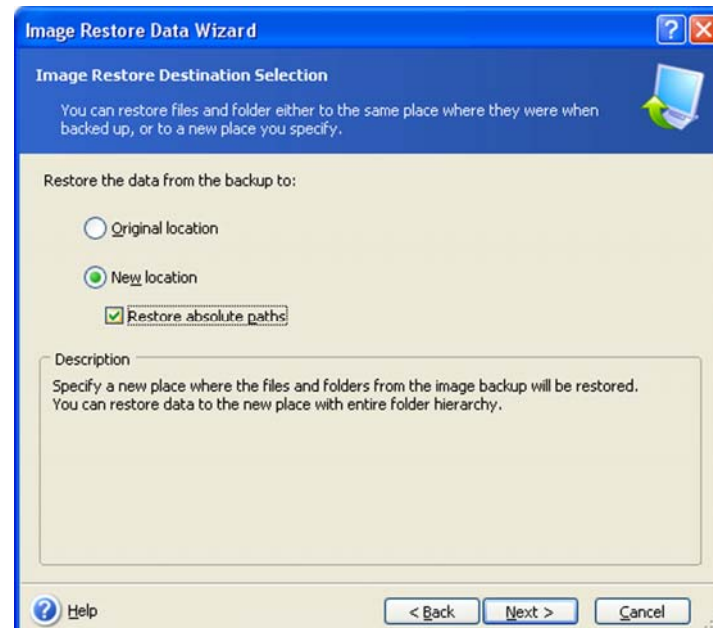 Image Restore Data Wizard
Image Restore Destination Selection
You can restore files and folder either to the same place where they were when
backed up, or to a new place you specify.
Restore the data from the backup to:
Original location
New location
Restore absolute paths
Description
Specify a new place where the files and folders from the image backup will be restored.
You can restore data to the new place with entire folder hierarchy.
Help
< Back
Next >
Cancel